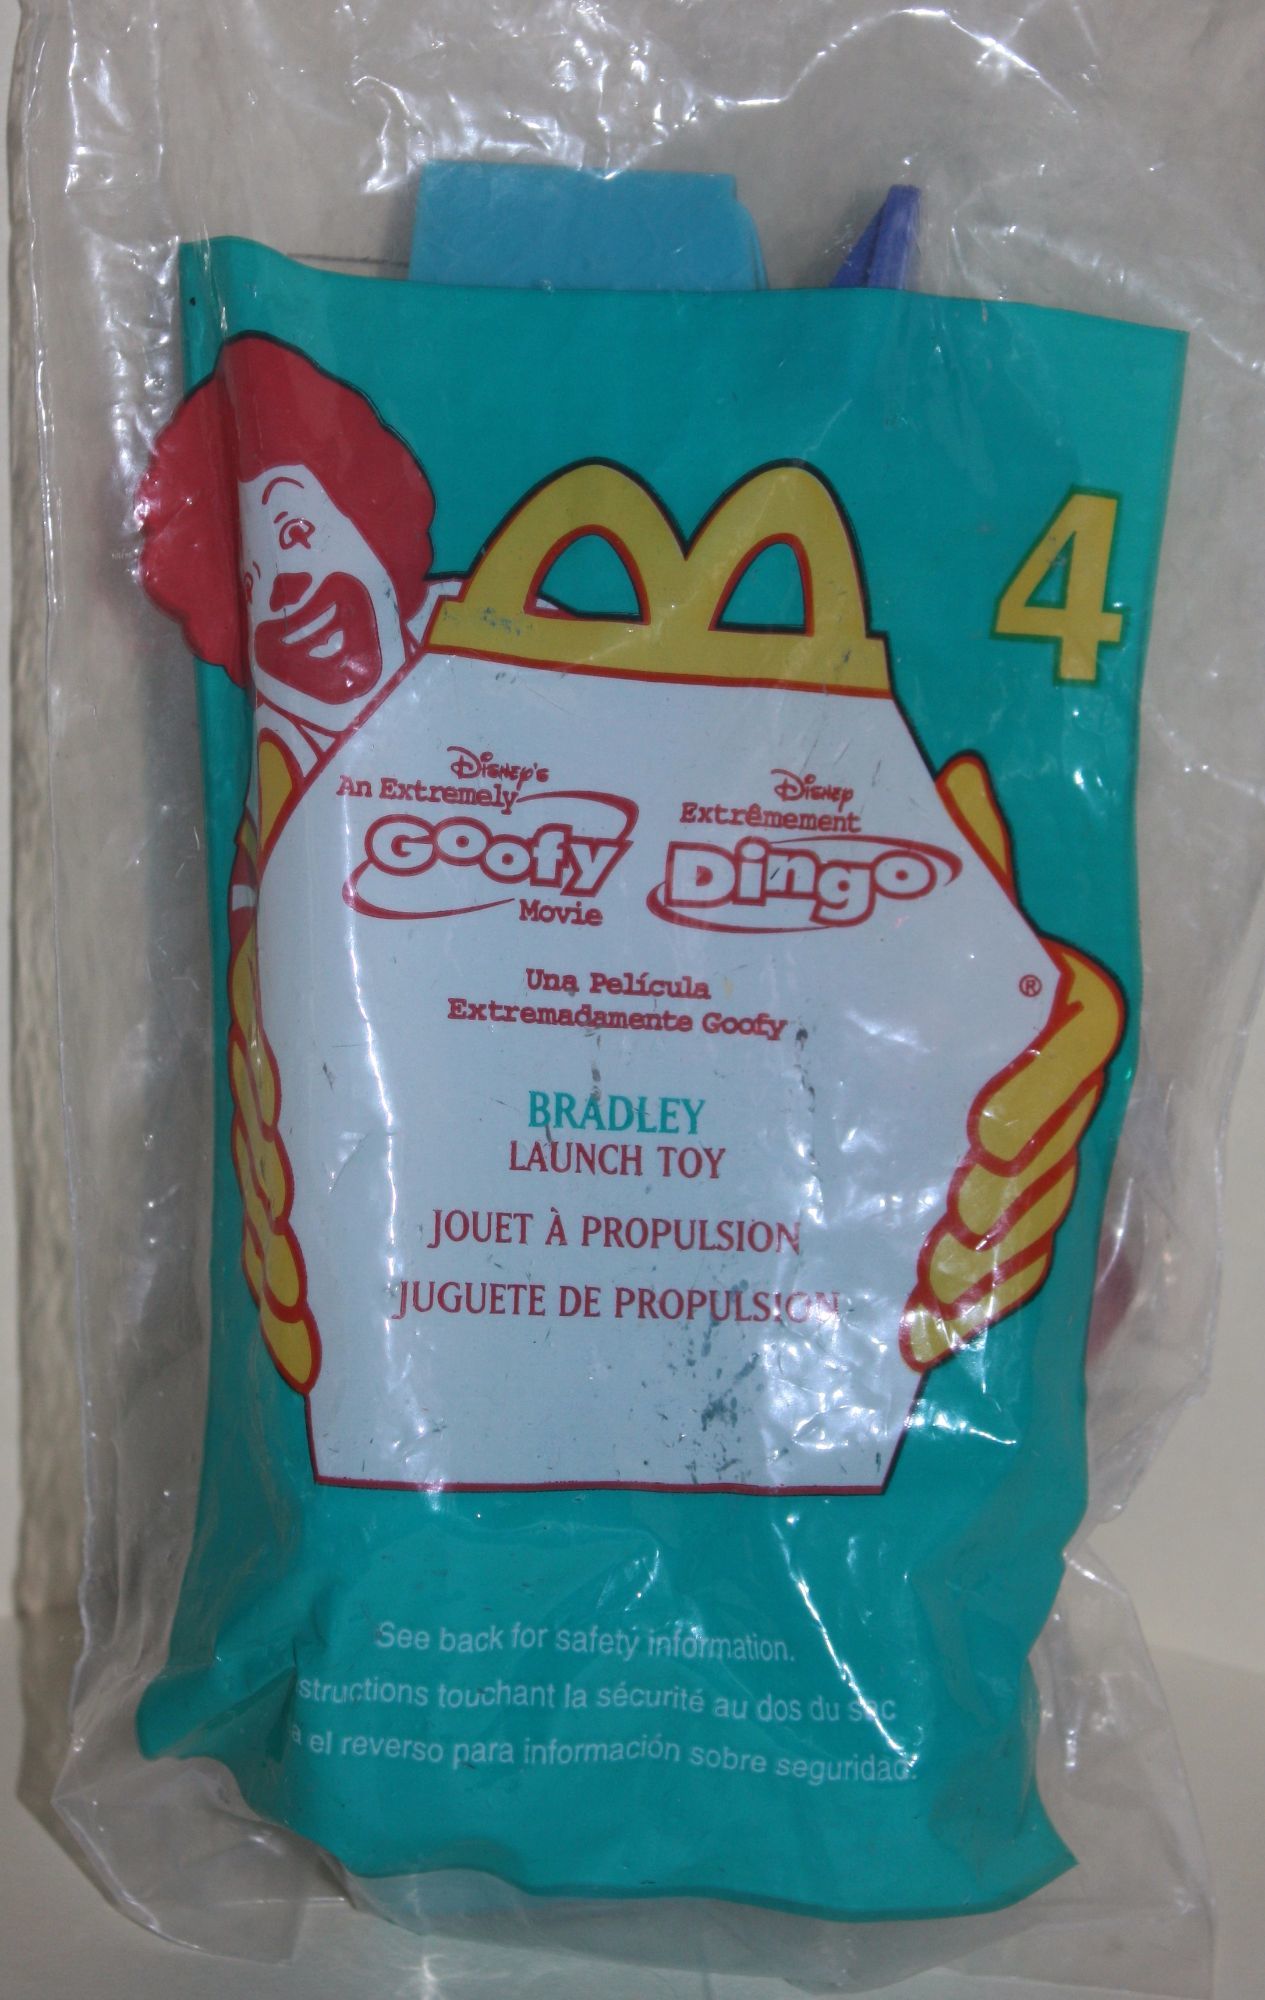 4
Disney's
An Extremely
Goofy
Movie
Disney
Extrêmement
Dingo
Una Película
Extremadamente Goofy
®
BRADLEY
LAUNCH TOY
JOUET À PROPULSION
JUGUETE DE PROPULSION
See back for safety information.
structions touchant la sécurité au dos du sac
a el reverso para información sobre seguridad.